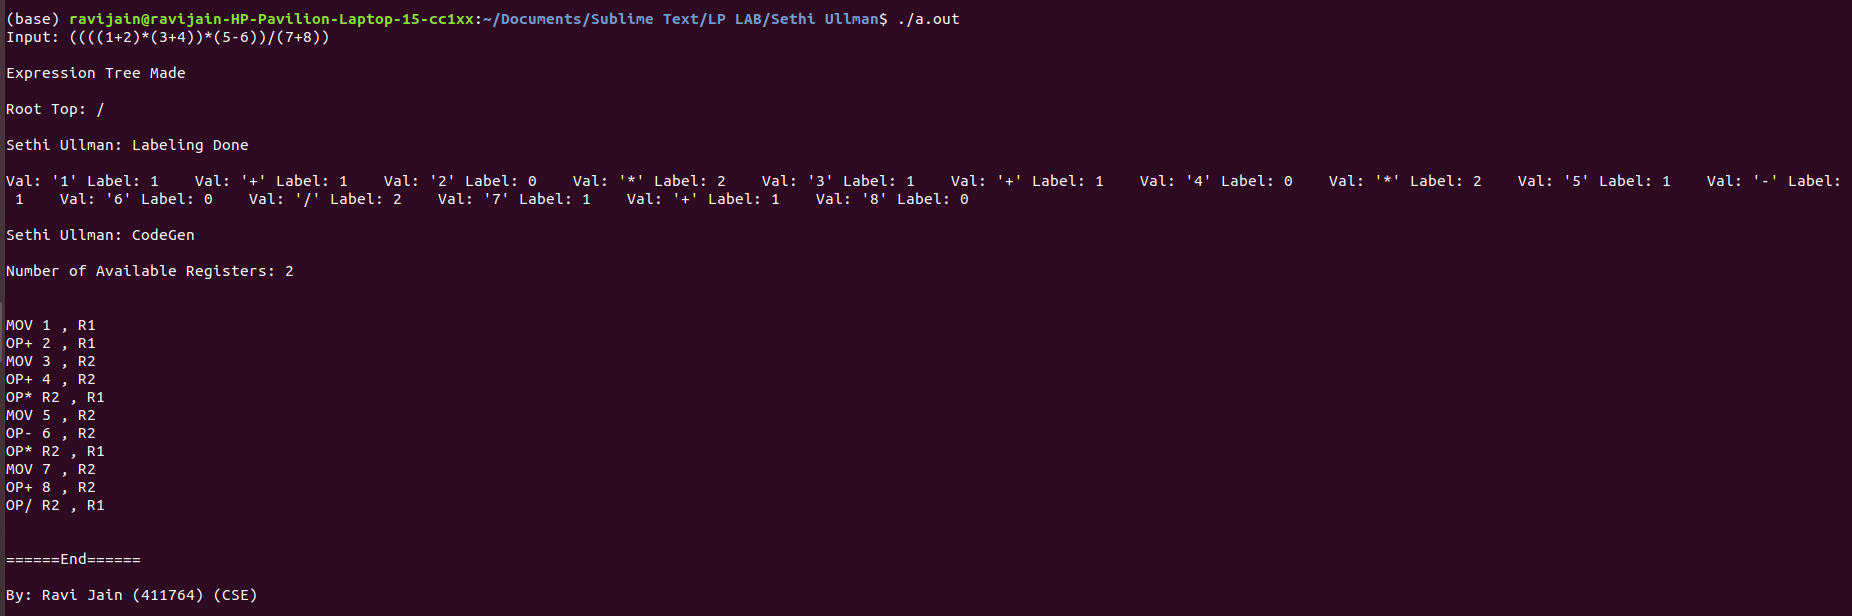 (base) ravijain@ravijain-HP-Pavilion-Laptop-15-cc1xx:~/Documents/Sublime Text/LP LAB/Sethi Ullman$ ./a.out
Input: ((((1+2)*(3+4))*(5-6))/(7+8))
Expression Tree Made
Root Top: /
Sethi Ullman: Labeling Done
Val: '1' Label: 1    Val: '+' Label: 1    Val: '2' Label: 0    Val: '*' Label: 2    Val: '3' Label: 1    Val: '+' Label: 1    Val: '4' Label: 0    Val: '*' Label: 2    Val: '5' Label: 1    Val: '-' Label:
 1    Val: '6' Label: 0    Val: '/' Label: 2    Val: '7' Label: 1    Val: '+' Label: 1    Val: '8' Label: 0
Sethi Ullman: CodeGen
Number of Available Registers: 2
MOV 1 , R1
OP+ 2 , R1
MOV 3 , R2
OP+ 4 , R2
OP* R2 , R1
MOV 5 , R2
OP- 6 , R2
OP* R2 , R1
MOV 7 , R2
OP+ 8 , R2
OP/ R2 , R1
======End======
By: Ravi Jain (411764) (CSE)